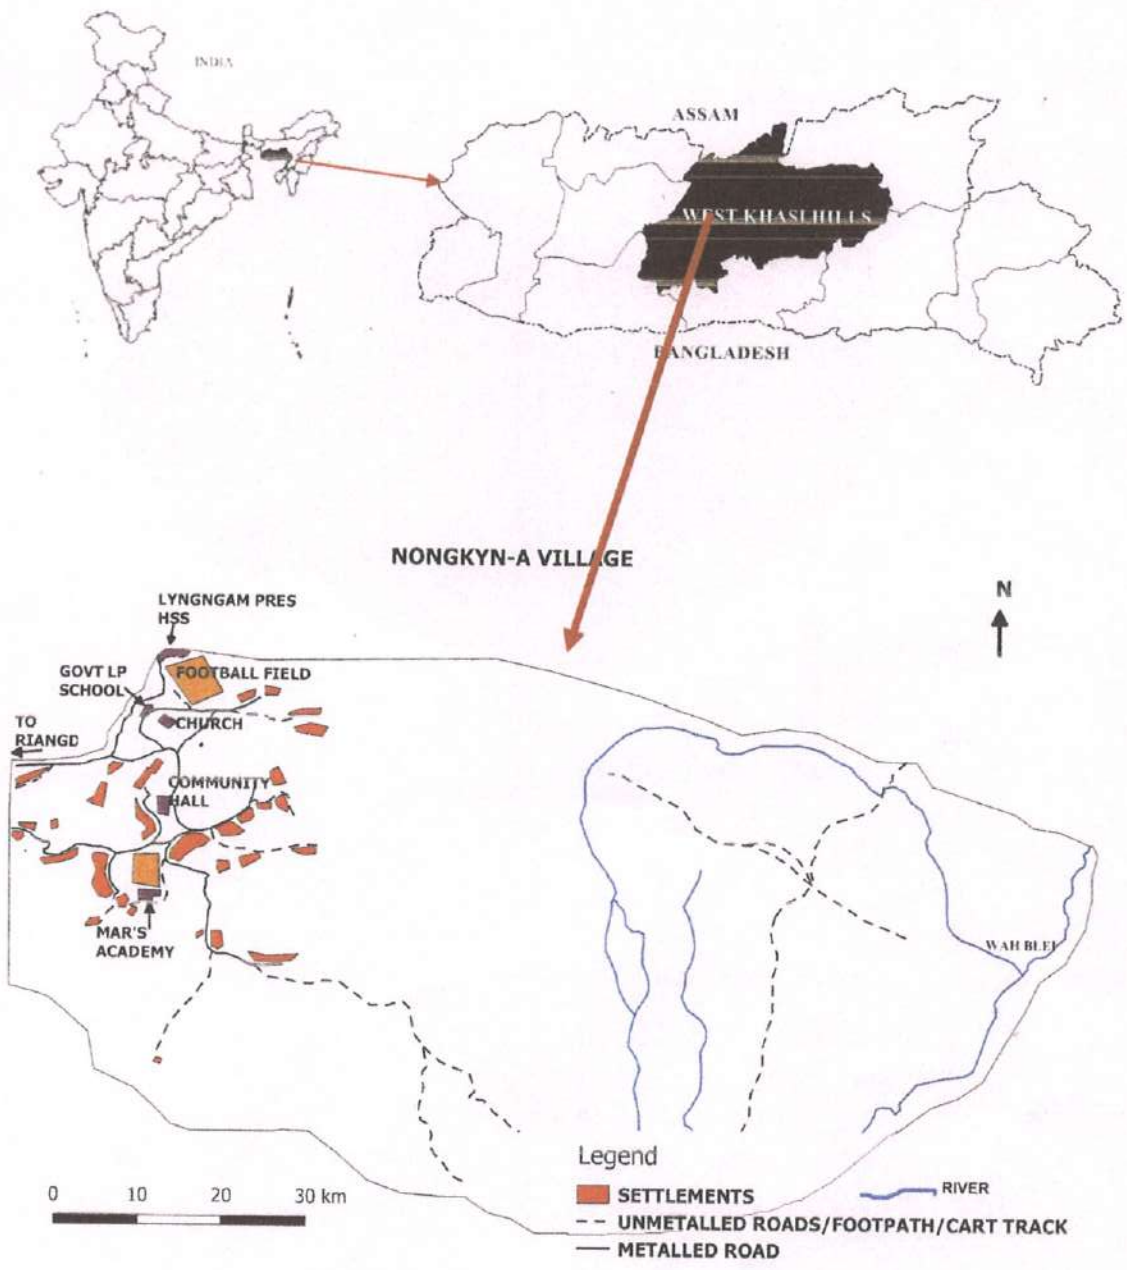 INDIA
ASSAM
WEST KHASI HILLS
BANGLADESH
NONGKYN-A VILLAGE
N
LYNGNGAM PRES
HSS
GOVT LP
SCHOOL
FOOTBALL FIELD
TO
RIANGD
CHURCH
COMMUNITY
HALL
MAR'S
ACADEMY
WAH BLEI
Legend
0 10 20 30 km
SETTLEMENTS
RIVER
UNMETALLED ROADS/FOOTPATH/CART TRACK
METALLED ROAD